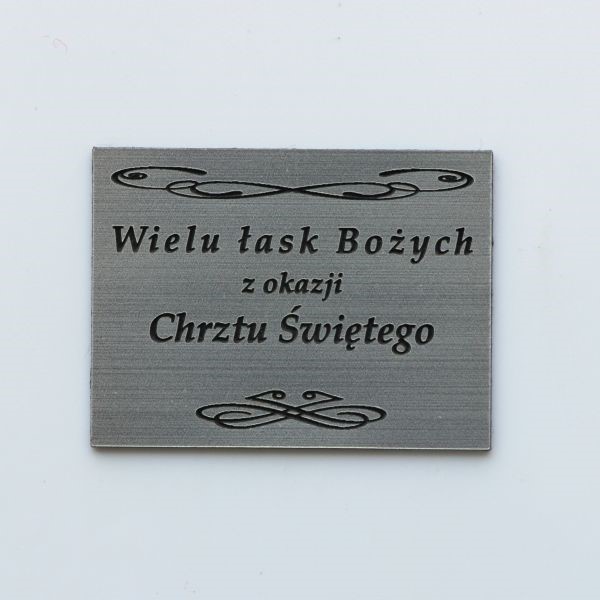 Wielu łask Bożych
z okazji
Chrztu Świętego